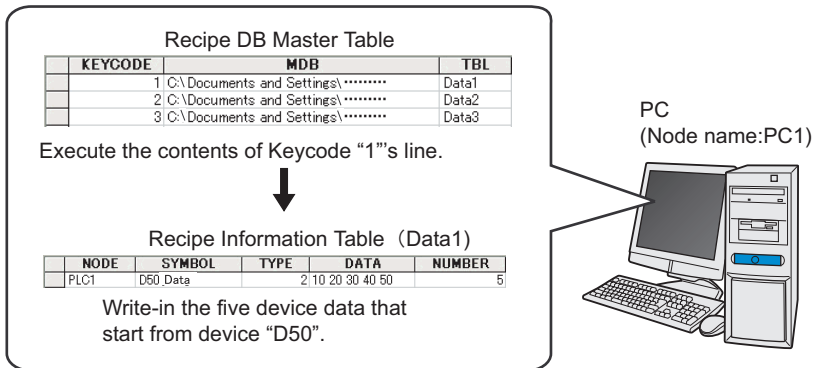 Recipe DB Master Table
KEYCODE MDB TBL
1 C:\Documents and Settings\ ········· Data1
2 C:\Documents and Settings\ ········· Data2
3 C:\Documents and Settings\ ········· Data3
Execute the contents of Keycode “1”’s line.
PC
(Node name:PC1)
Recipe Information Table（Data1)
NODE SYMBOL TYPE DATA NUMBER
PLC1 D50_Data 2 10 20 30 40 50 5
Write-in the five device data that
start from device “D50”.